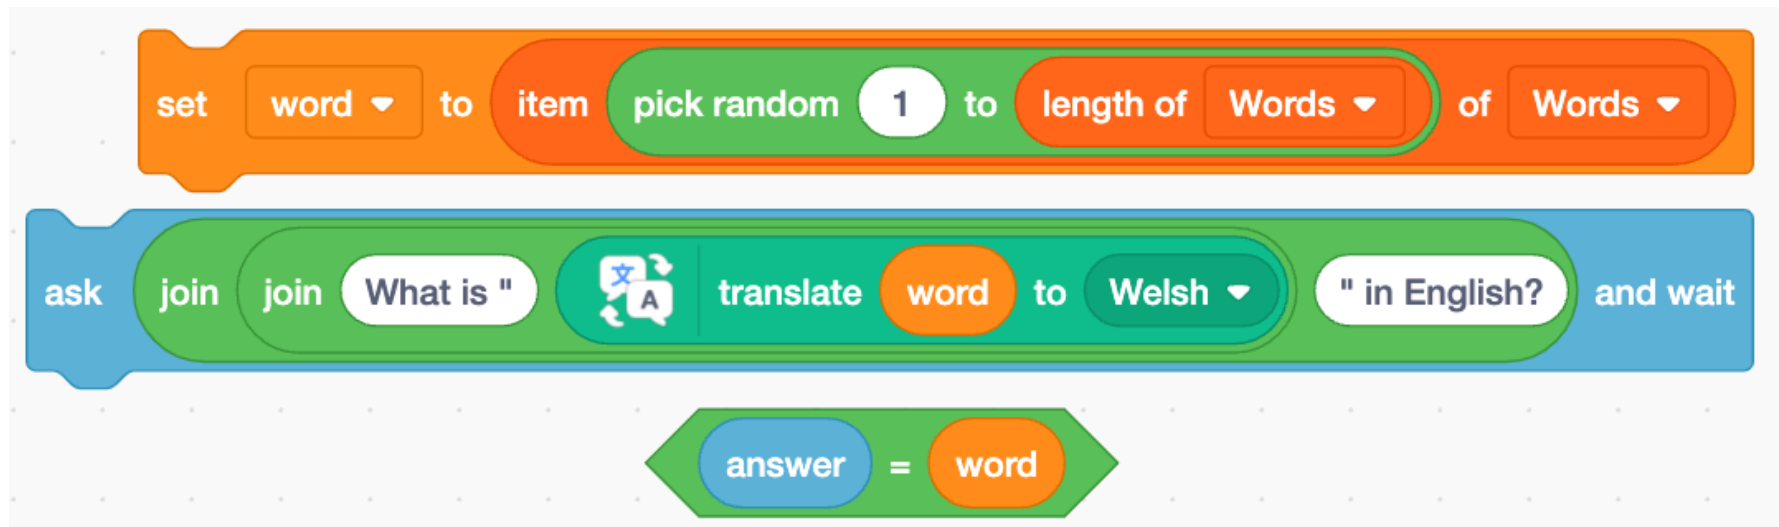 set word to item pick random 1 to length of Words of Words
ask join join What is " 文 A translate word to Welsh " in English? and wait
answer = word